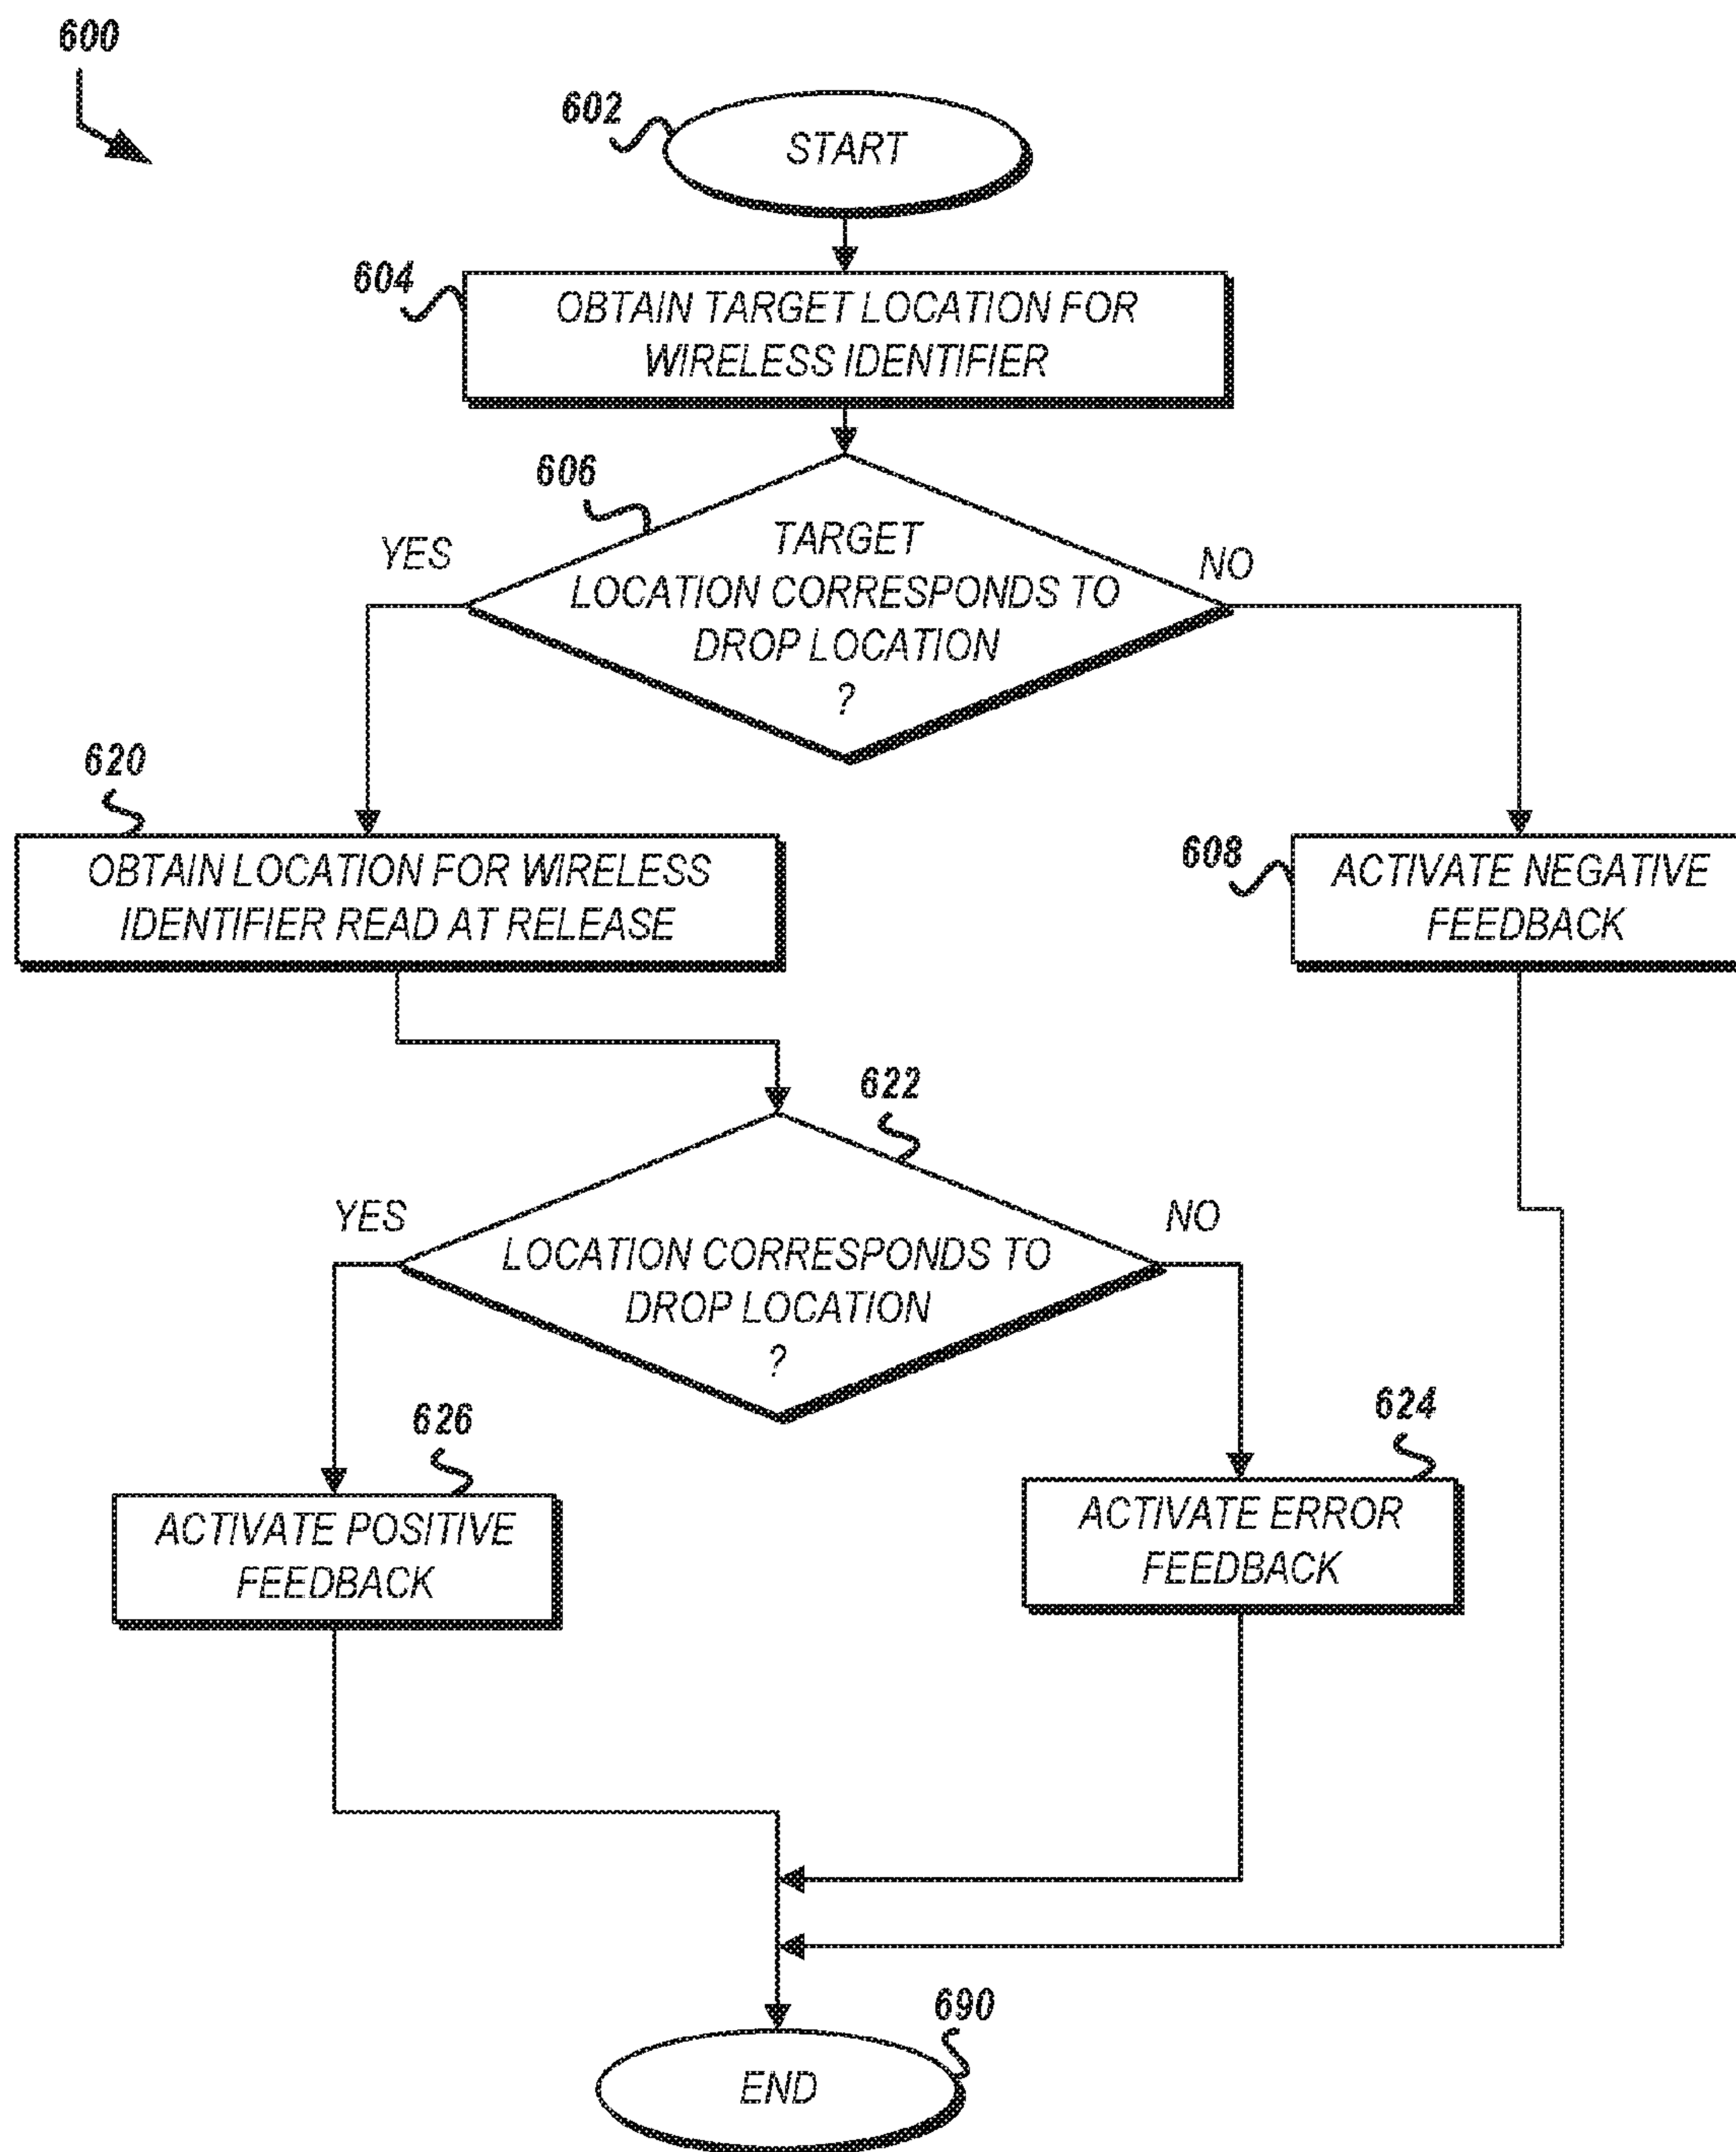 600
602
START
604
OBTAIN TARGET LOCATION FOR
WIRELESS IDENTIFIER
606
YES
NO
TARGET
LOCATION CORRESPONDS TO
DROP LOCATION
?
620
OBTAIN LOCATION FOR WIRELESS
IDENTIFIER READ AT RELEASE
608
ACTIVATE NEGATIVE
FEEDBACK
622
YES
NO
LOCATION CORRESPONDS TO
DROP LOCATION
?
626
ACTIVATE POSITIVE
FEEDBACK
624
ACTIVATE ERROR
FEEDBACK
690
END